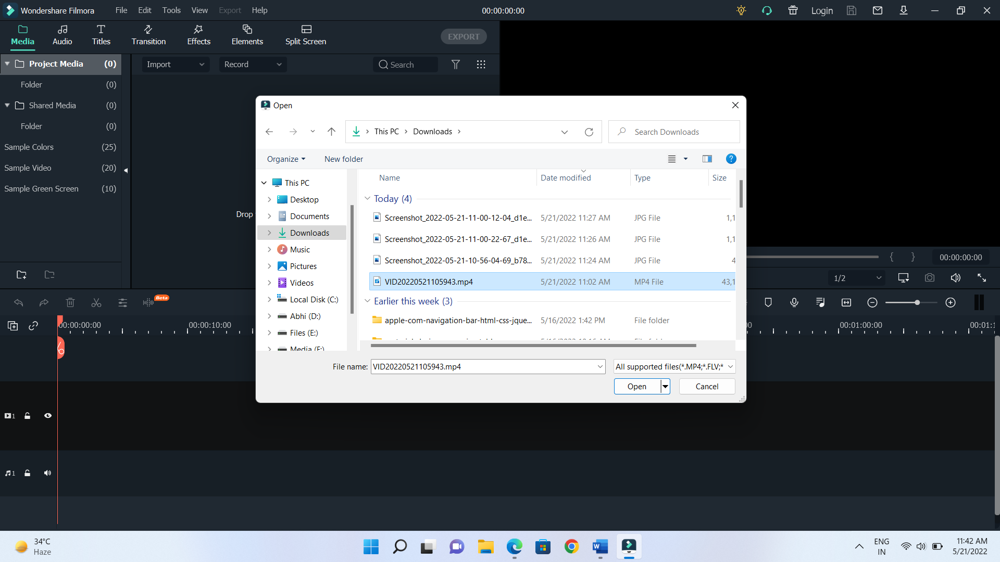 Wondershare Filmora File Edit Tools View Export Help 00:00:00:00 Login
Media Audio Titles Transition Effects Elements Split Screen EXPORT
Project Media (0)
Import Record Search
Folder (0)
Shared Media (0)
Folder (0)
Sample Colors (25)
Sample Video (20)
Sample Green Screen (10)
Drop
Open
This PC Downloads Search Downloads
Organize New folder
Name Date modified Type Size
This PC
Desktop
Documents
Downloads
Music
Pictures
Videos
Local Disk (C:)
Abhi (D:)
Files (E:)
Media (F:)
Today (4)
Screenshot_2022-05-21-11-00-12-04_d1e... 5/21/2022 11:27 AM JPG File 1,1
Screenshot_2022-05-21-11-00-22-67_d1e... 5/21/2022 11:26 AM JPG File 1,1
Screenshot_2022-05-21-10-56-04-69_b78... 5/21/2022 11:24 AM JPG File 4
VID20220521105943.mp4 5/21/2022 11:02 AM MP4 File 43,1
Earlier this week (3)
apple-com-navigation-bar-html-css-jque... 5/16/2022 1:42 PM File folder
File name: VID20220521105943.mp4 All supported files(*.MP4;*.FLV;*
Open Cancel
{ } 00:00:00:00
1/2
Beta
00:00:00:00 00:00:10:00 00:01:00:00 00:01:1
1
1
34°C
Haze
ENG
IN
11:42 AM
5/21/2022